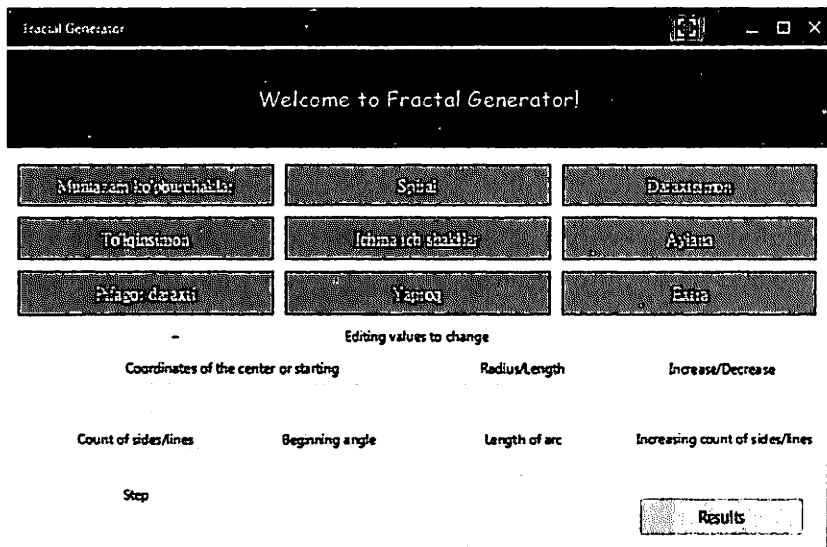 Fractal Generator
Welcome to Fractal Generator!
Muntazam ko'pburchaklar
Spiral
Daraxtsimon
To'lqinsimon
Ichma ich shakllar
Aylana
Pifagor daraxti
Yaproq
Extra
Editing values to change
Coordinates of the center or starting
Radius/Length
Increase/Decrease
Count of sides/lines
Beginning angle
Length of arc
Increasing count of sides/lines
Step
Results